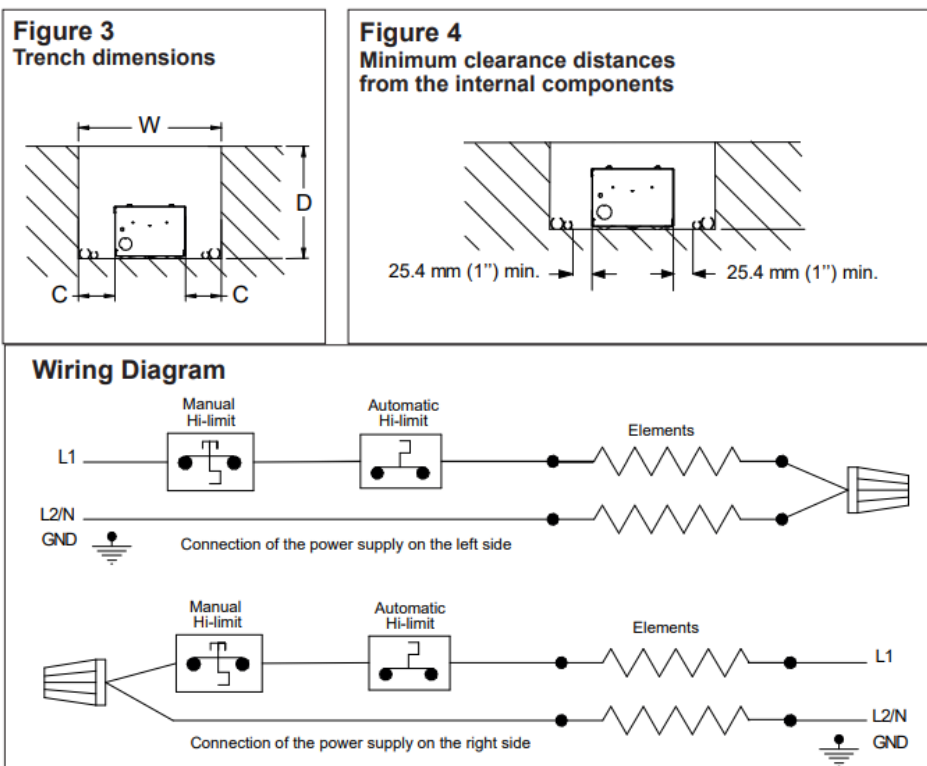 Figure 3
Trench dimensions
W
D
C
C
Figure 4
Minimum clearance distances
from the internal components
25.4 mm (1") min.
25.4 mm (1") min.
Wiring Diagram
Manual
Hi-limit
Automatic
Hi-limit
Elements
L1
L2/N
GND
Connection of the power supply on the left side
Manual
Hi-limit
Automatic
Hi-limit
Elements
L1
L2/N
GND
Connection of the power supply on the right side